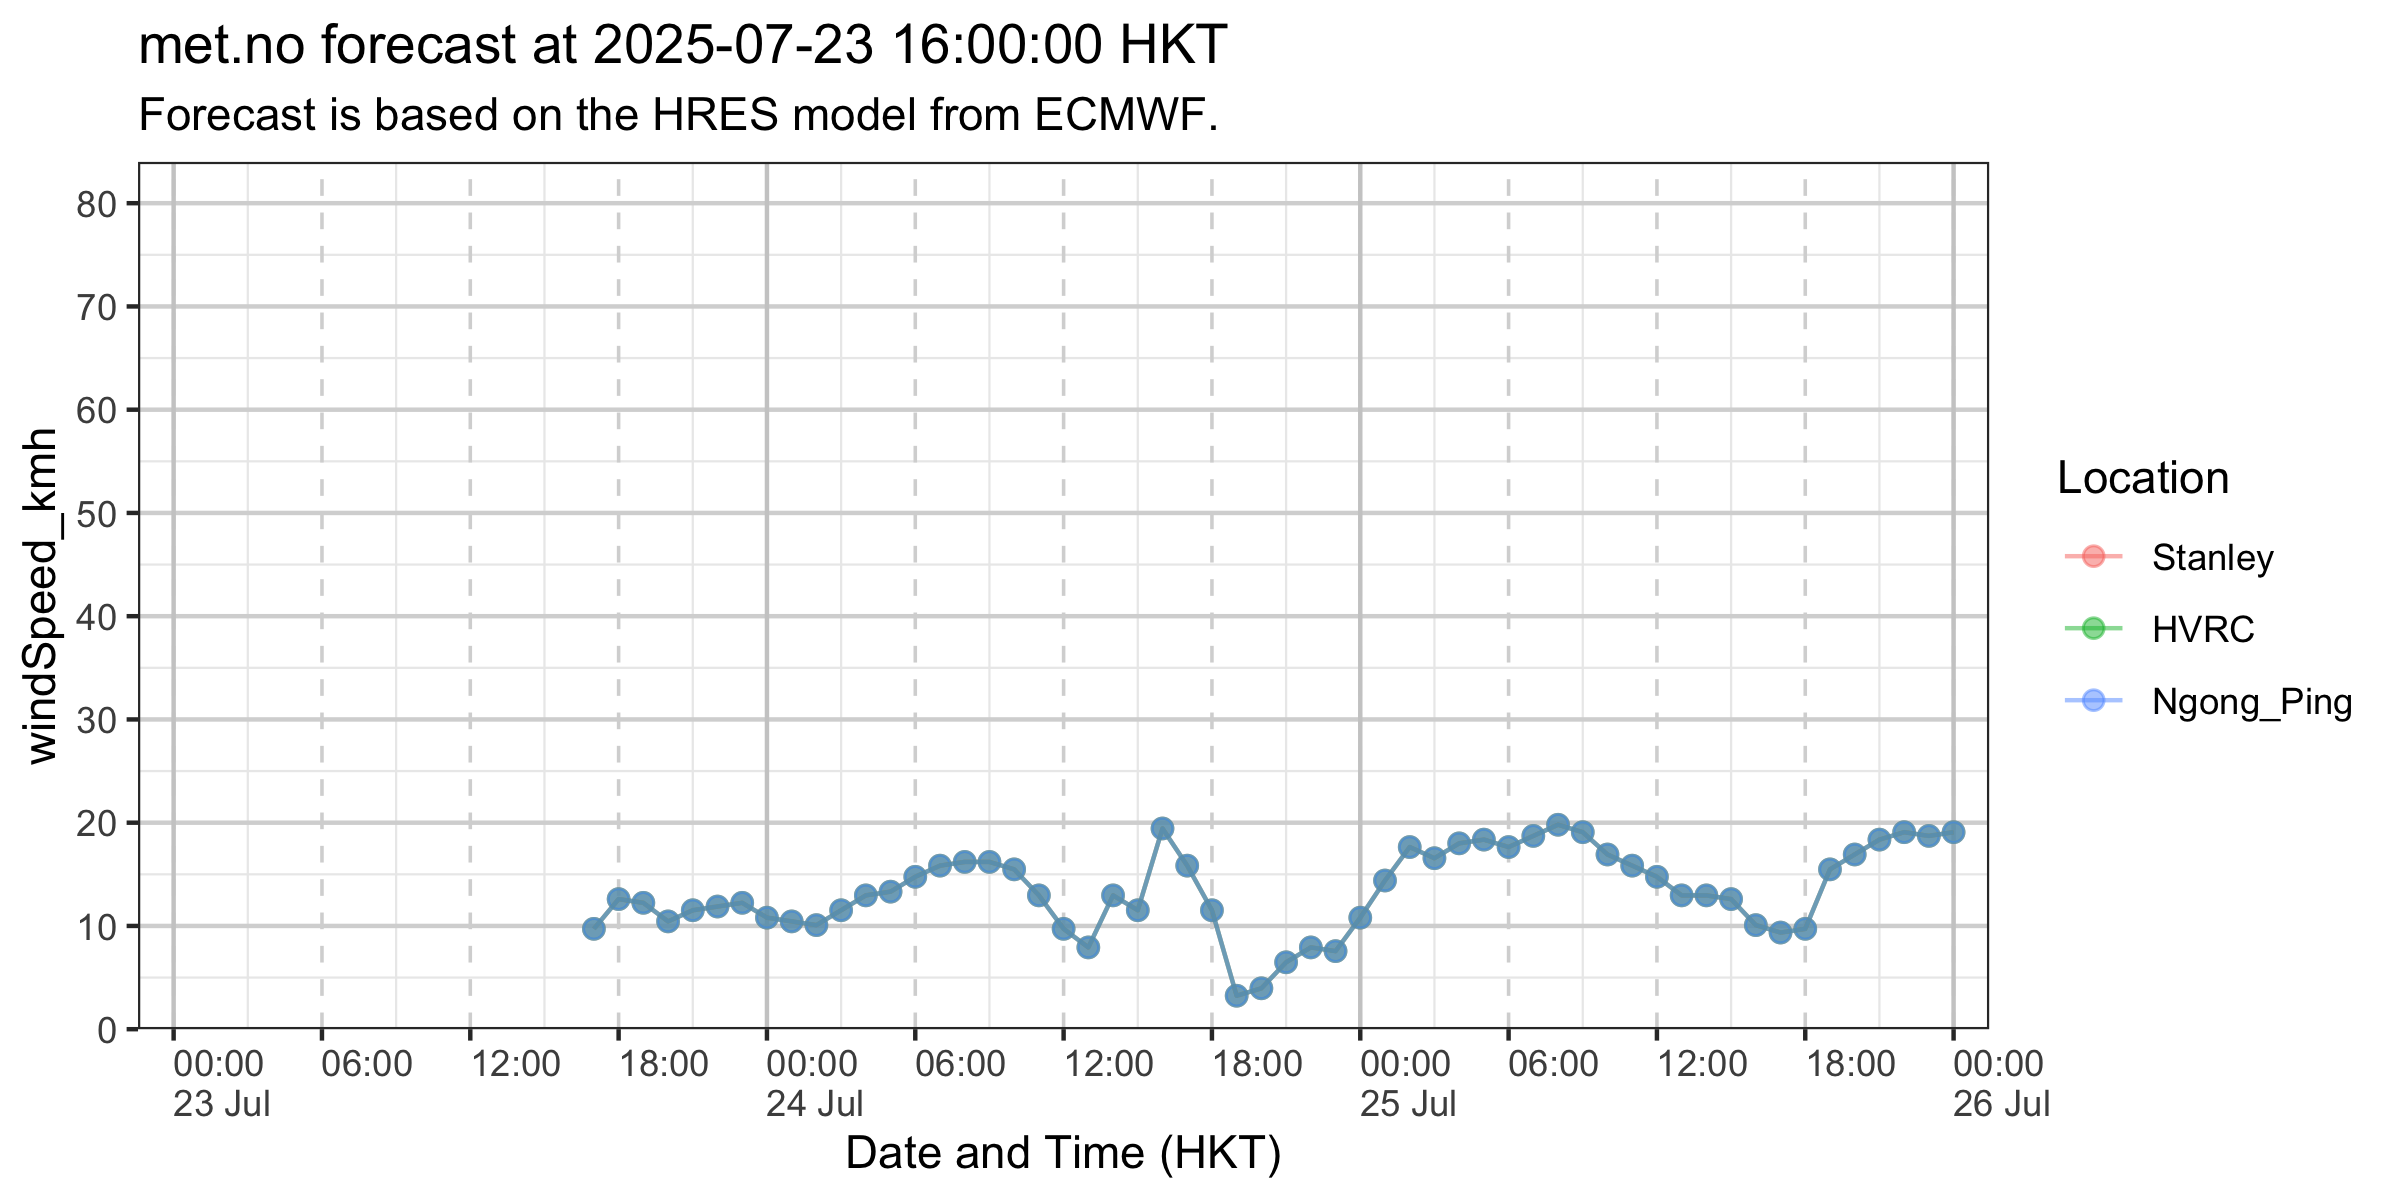 met.no forecast at 2025-07-23 16:00:00 HKT
Forecast is based on the HRES model from ECMWF.
windSpeed_kmh
80
70
60
50
40
30
20
10
0
00:00 06:00 12:00 18:00 00:00 06:00 12:00 18:00 00:00 06:00 12:00 18:00 00:00
23 Jul 24 Jul 25 Jul 26 Jul
Date and Time (HKT)
Location
Stanley
HVRC
Ngong_Ping